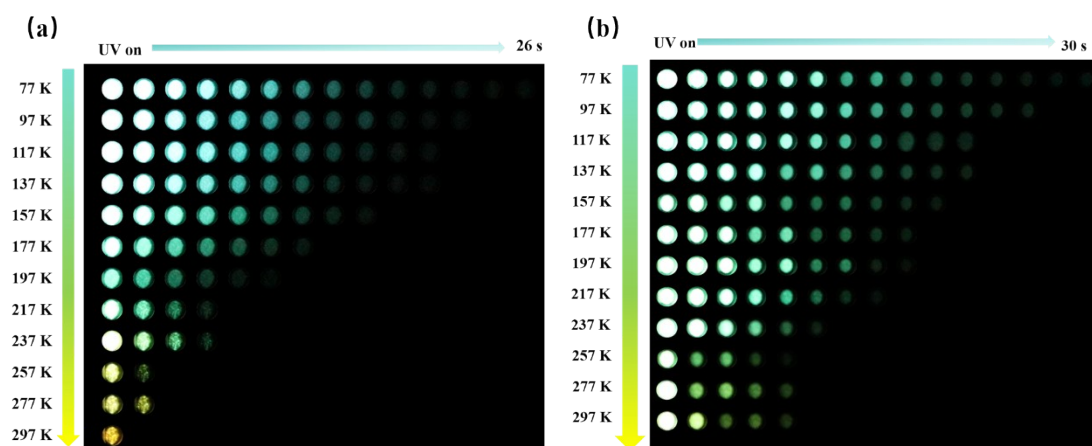 (a)
UV on
26 s
77 K
97 K
117 K
137 K
157 K
177 K
197 K
217 K
237 K
257 K
277 K
297 K
(b)
UV on
30 s
77 K
97 K
117 K
137 K
157 K
177 K
197 K
217 K
237 K
257 K
277 K
297 K